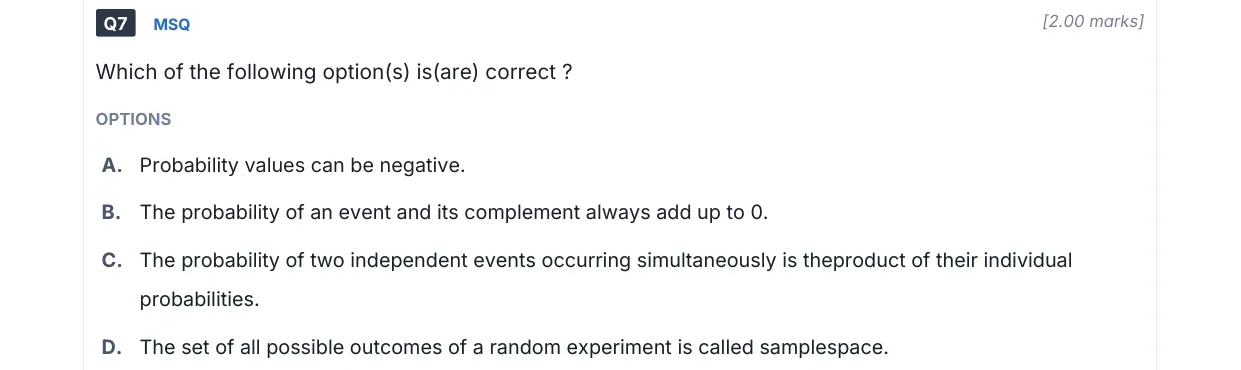 Q7 MSQ [2.00 marks]
Which of the following option(s) is(are) correct ?
OPTIONS
A. Probability values can be negative.
B. The probability of an event and its complement always add up to 0.
C. The probability of two independent events occurring simultaneously is theproduct of their individual
probabilities.
D. The set of all possible outcomes of a random experiment is called samplespace.